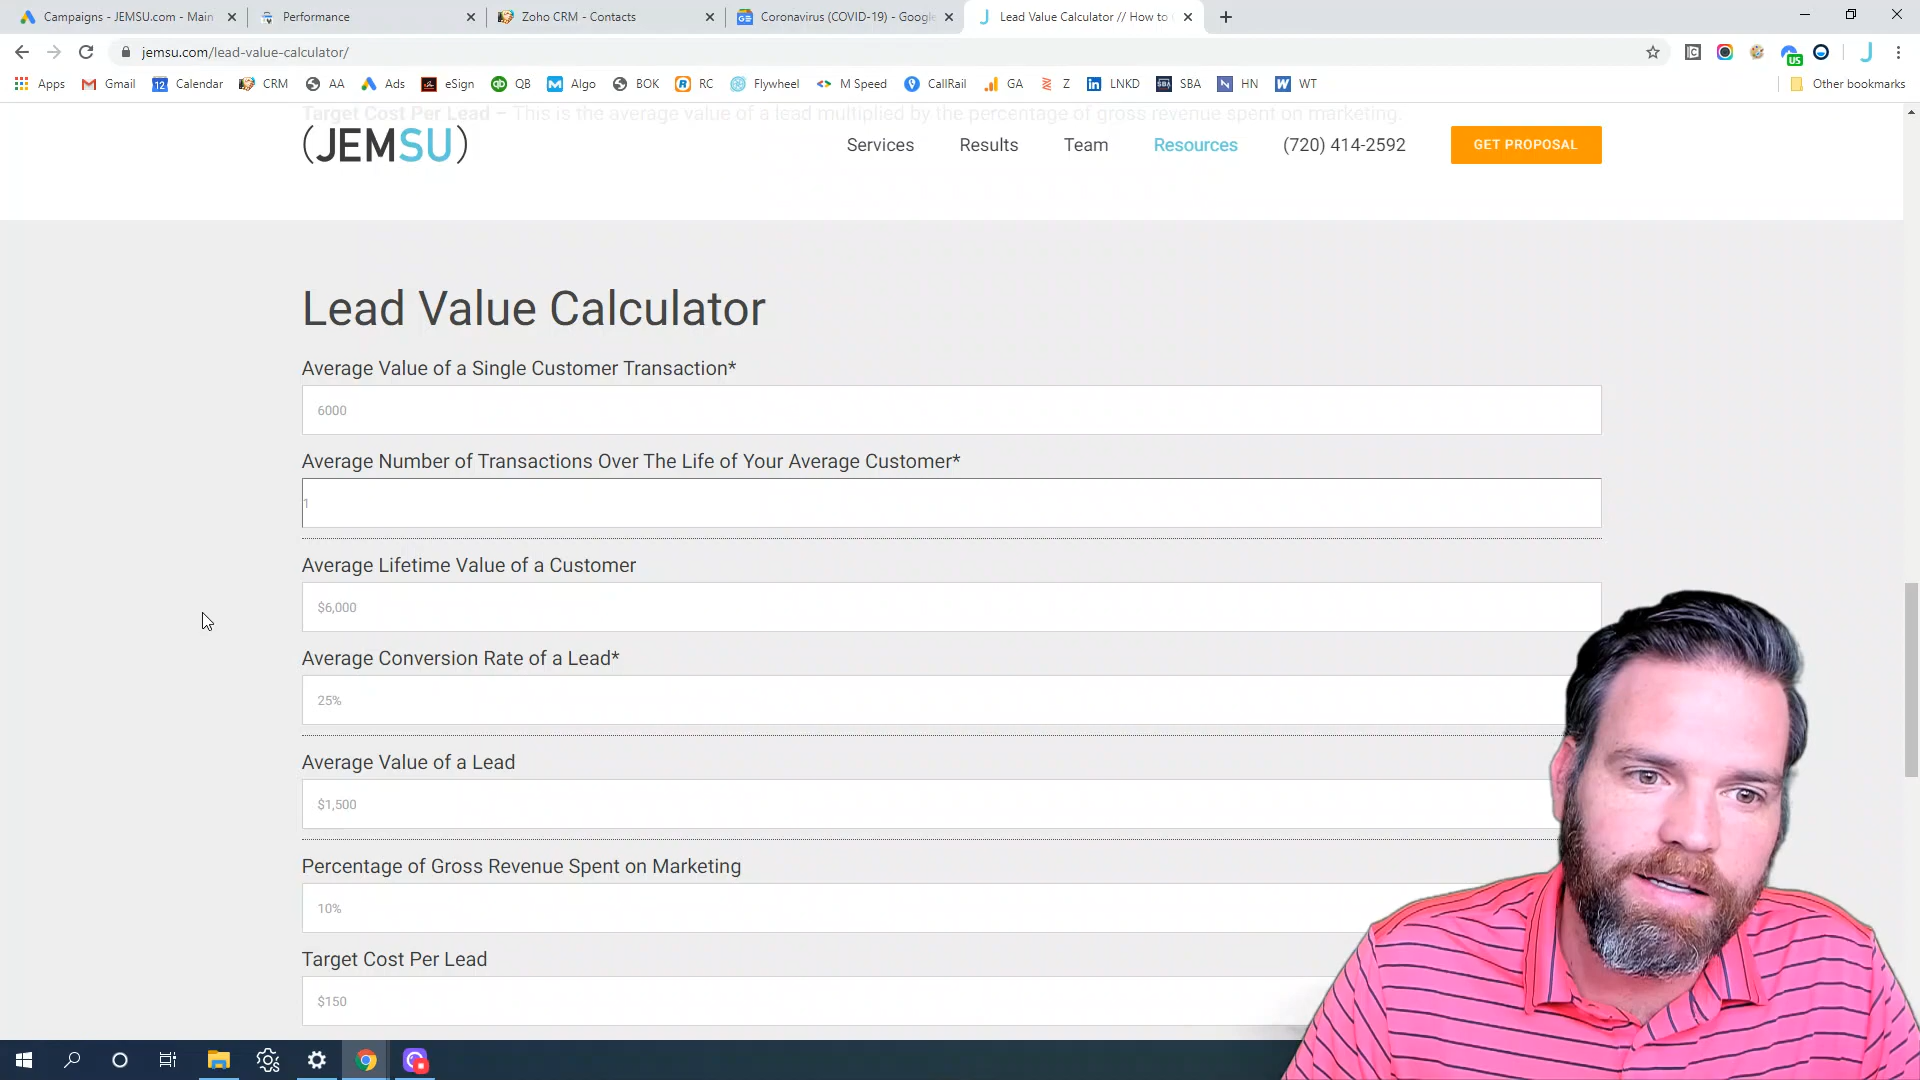 Campaigns - JEMSU.com - Main
Performance
Zoho CRM - Contacts
Coronavirus (COVID-19) - Google
Lead Value Calculator // How to
jemsu.com/lead-value-calculator/
Apps Gmail Calendar CRM AA Ads eSign QB Algo BOK RC Flywheel M Speed CallRail GA Z LNKD SBA HN WT Other bookmarks
Target Cost Per Lead – This is the average value of a lead multiplied by the percentage of gross revenue spent on marketing.
(JEMSU) Services Results Team Resources (720) 414-2592 GET PROPOSAL
Lead Value Calculator
Average Value of a Single Customer Transaction*
6000
Average Number of Transactions Over The Life of Your Average Customer*
1
Average Lifetime Value of a Customer
$6,000
Average Conversion Rate of a Lead*
25%
Average Value of a Lead
$1,500
Percentage of Gross Revenue Spent on Marketing
10%
Target Cost Per Lead
$150